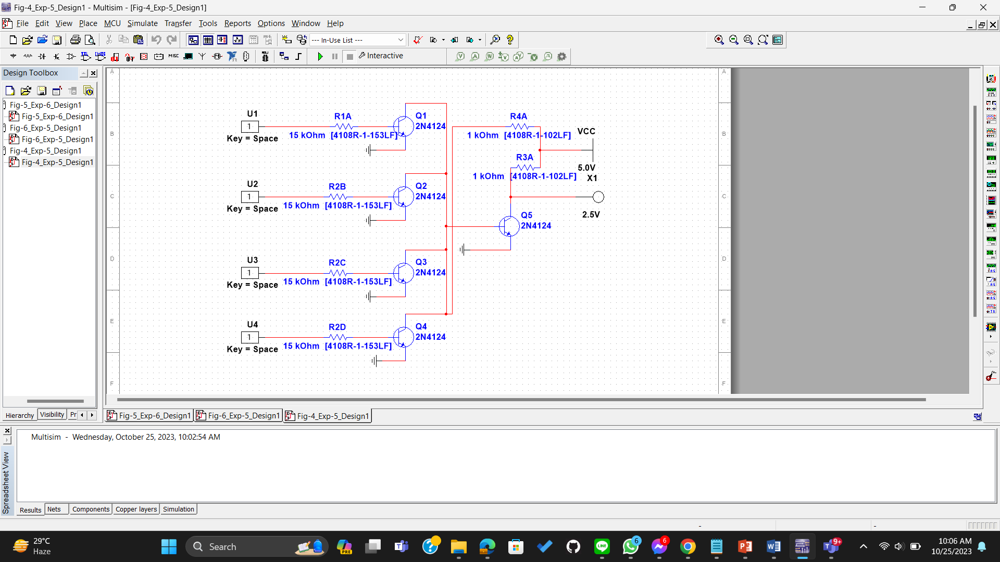 Fig-4_Exp-5_Design1 - Multisim - [Fig-4_Exp-5_Design1]
File Edit View Place MCU Simulate Transfer Tools Reports Options Window Help
--- In-Use List ---
MISC
Interactive
Design Toolbox
Fig-5_Exp-6_Design1
Fig-5_Exp-6_Design1
Fig-6_Exp-5_Design1
Fig-6_Exp-5_Design1
Fig-4_Exp-5_Design1
Fig-4_Exp-5_Design1
Hierarchy Visibility Pr
A A
B B
C C
D D
E E
F F
U1
1
Key = Space
R1A
15 kOhm [4108R-1-153LF]
Q1
2N4124
R4A
1 kOhm [4108R-1-102LF]
VCC
5.0V
R3A
1 kOhm [4108R-1-102LF]
X1
2.5V
U2
1
Key = Space
R2B
15 kOhm [4108R-1-153LF]
Q2
2N4124
Q5
2N4124
U3
1
Key = Space
R2C
15 kOhm [4108R-1-153LF]
Q3
2N4124
U4
1
Key = Space
R2D
15 kOhm [4108R-1-153LF]
Q4
2N4124
Fig-5_Exp-6_Design1 Fig-6_Exp-5_Design1 Fig-4_Exp-5_Design1
Spreadsheet View
Multisim - Wednesday, October 25, 2023, 10:02:54 AM
Results Nets Components Copper layers Simulation
- -
29°C
Haze
Search
PRE
LINE
6
6
9+
10:06 AM
10/25/2023